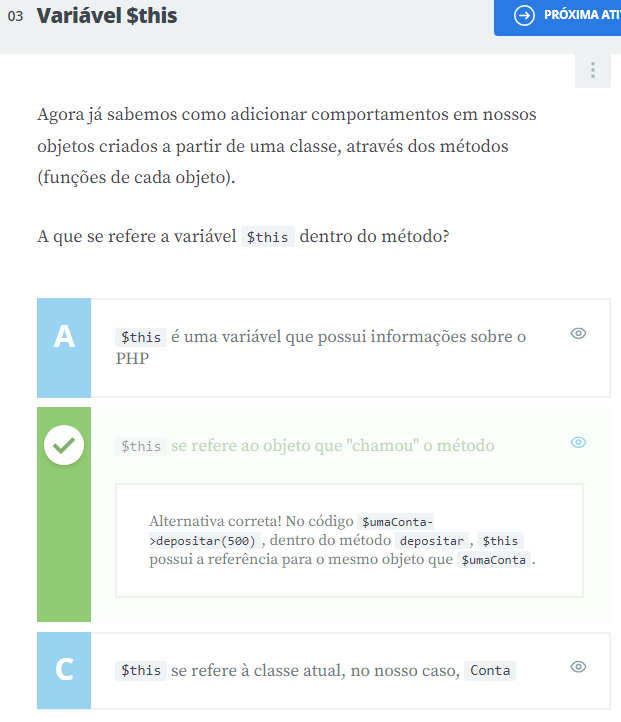 03 Variável $this
PRÓXIMA ATI
Agora já sabemos como adicionar comportamentos em nossos
objetos criados a partir de uma classe, através dos métodos
(funções de cada objeto).
A que se refere a variável $this dentro do método?
A
$this é uma variável que possui informações sobre o
PHP
$this se refere ao objeto que "chamou" o método
Alternativa correta! No código $umaConta-
>depositar(500) , dentro do método depositar , $this
possui a referência para o mesmo objeto que $umaConta .
C
$this se refere à classe atual, no nosso caso, Conta